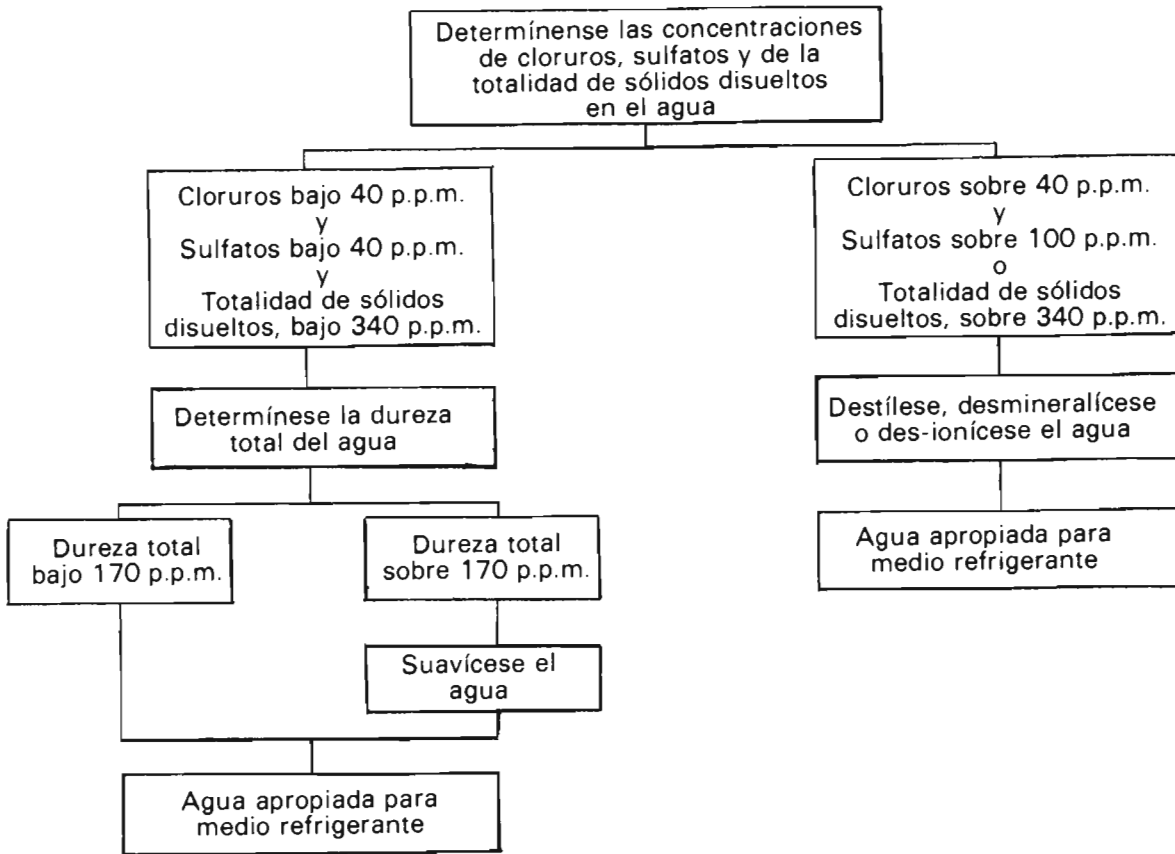 Determínense las concentraciones
de cloruros, sulfatos y de la
totalidad de sólidos disueltos
en el agua
Cloruros bajo 40 p.p.m.
y
Sulfatos bajo 40 p.p.m.
y
Totalidad de sólidos
disueltos, bajo 340 p.p.m.
Cloruros sobre 40 p.p.m.
y
Sulfatos sobre 100 p.p.m.
o
Totalidad de sólidos
disueltos, sobre 340 p.p.m.
Determínese la dureza
total del agua
Destílese, desmineralícese
o des-ionícese el agua
Dureza total
bajo 170 p.p.m.
Dureza total
sobre 170 p.p.m.
Agua apropiada para
medio refrigerante
Suavícese el
agua
Agua apropiada para
medio refrigerante